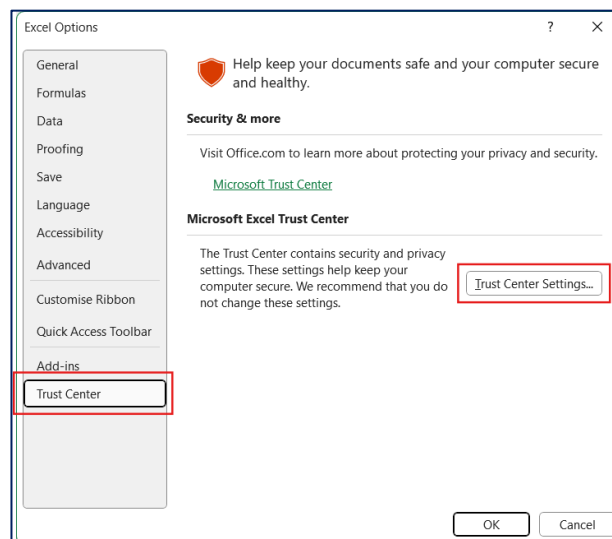 Excel Options
?
General
Formulas
Data
Proofing
Save
Language
Accessibility
Advanced
Customise Ribbon
Quick Access Toolbar
Add-ins
Trust Center
Help keep your documents safe and your computer secure
and healthy.
Security & more
Visit Office.com to learn more about protecting your privacy and security.
Microsoft Trust Center
Microsoft Excel Trust Center
The Trust Center contains security and privacy
settings. These settings help keep your
computer secure. We recommend that you do
not change these settings.
Trust Center Settings...
OK
Cancel